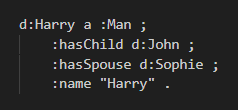 d:Harry a :Man ;
    :hasChild d:John ;
    :hasSpouse d:Sophie ;
    :name "Harry" .